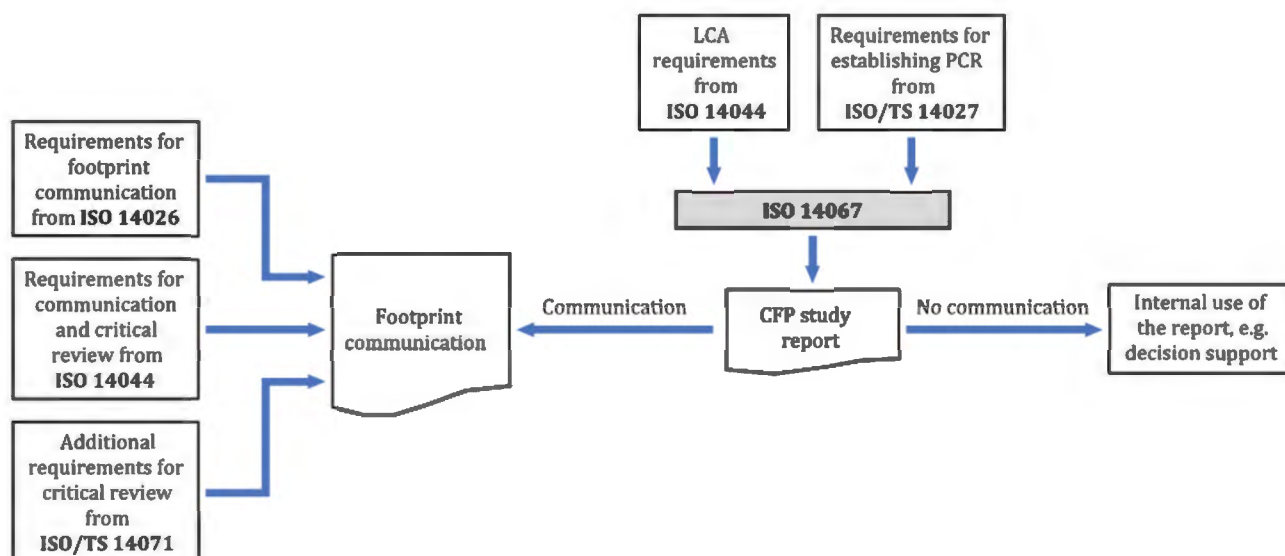 LCA
requirements
from
ISO 14044
Requirements for
establishing PCR
from
ISO/TS 14027
Requirements for
footprint
communication
from ISO 14026
ISO 14067
Requirements for
communication
and critical
review from
ISO 14044
Footprint
communication
Communication
CFP study
report
No communication
Internal use of
the report, e.g.
decision support
Additional
requirements for
critical review
from
ISO/TS 14071